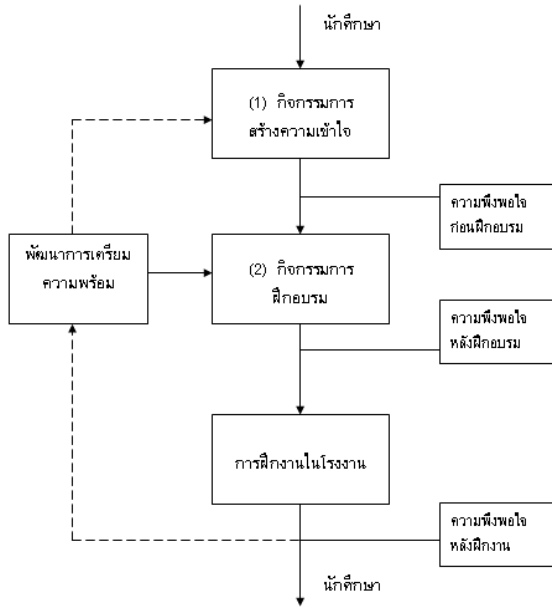 นักศึกษา
(1) กิจกรรมการ
สร้างความเข้าใจ
ความพึงพอใจ
ก่อนฝึกอบรม
พัฒนาการเตรียม
ความพร้อม
(2) กิจกรรมการ
ฝึกอบรม
ความพึงพอใจ
หลังฝึกอบรม
การฝึกงานในโรงงาน
ความพึงพอใจ
หลังฝึกงาน
นักศึกษา